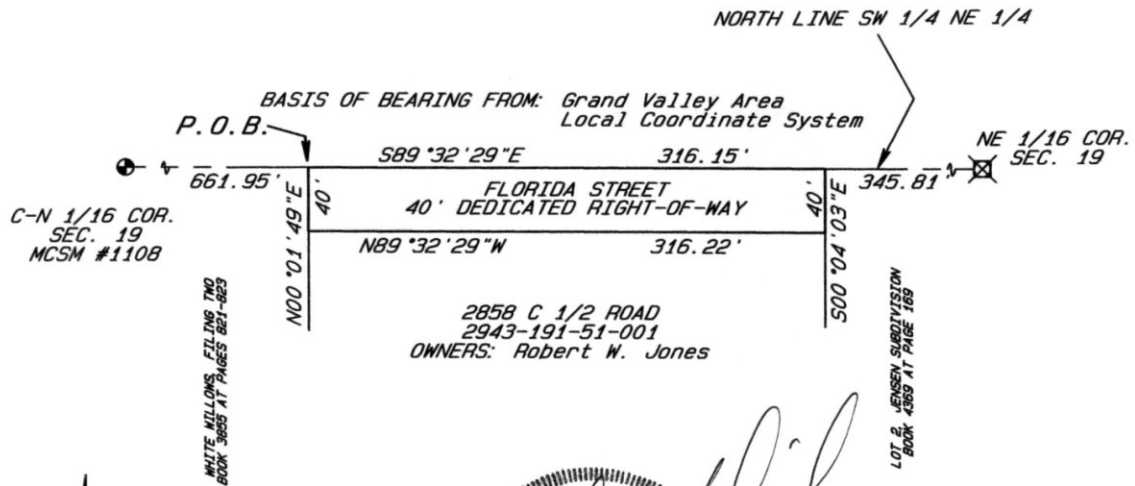 NORTH LINE SW 1/4 NE 1/4
BASIS OF BEARING FROM: Grand Valley Area
Local Coordinate System
P.O.B.
NE 1/16 COR.
SEC. 19
S89°32'29"E 316.15'
661.95'
345.81
C-N 1/16 COR.
SEC. 19
MCSM #1108
N00°01'49"E
40'
FLORIDA STREET
40' DEDICATED RIGHT-OF-WAY
40'
S00°04'03"E
N89°32'29"W 316.22'
2858 C 1/2 ROAD
2943-191-51-001
OWNERS: Robert W. Jones
WHITE WILLOWS, FILING TWO
BOOK 3855 AT PAGES 821-823
LOT 2, JENSEN SUBDIVISION
BOOK 4369 AT PAGE 169